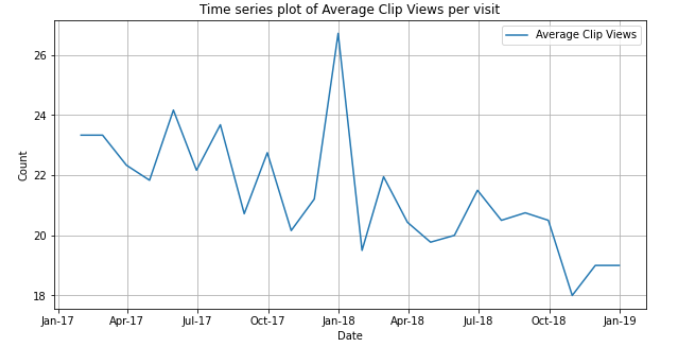 Time series plot of Average Clip Views per visit
Average Clip Views
26
24
22
20
18
Count
Jan-17 Apr-17 Jul-17 Oct-17 Jan-18 Apr-18 Jul-18 Oct-18 Jan-19
Date